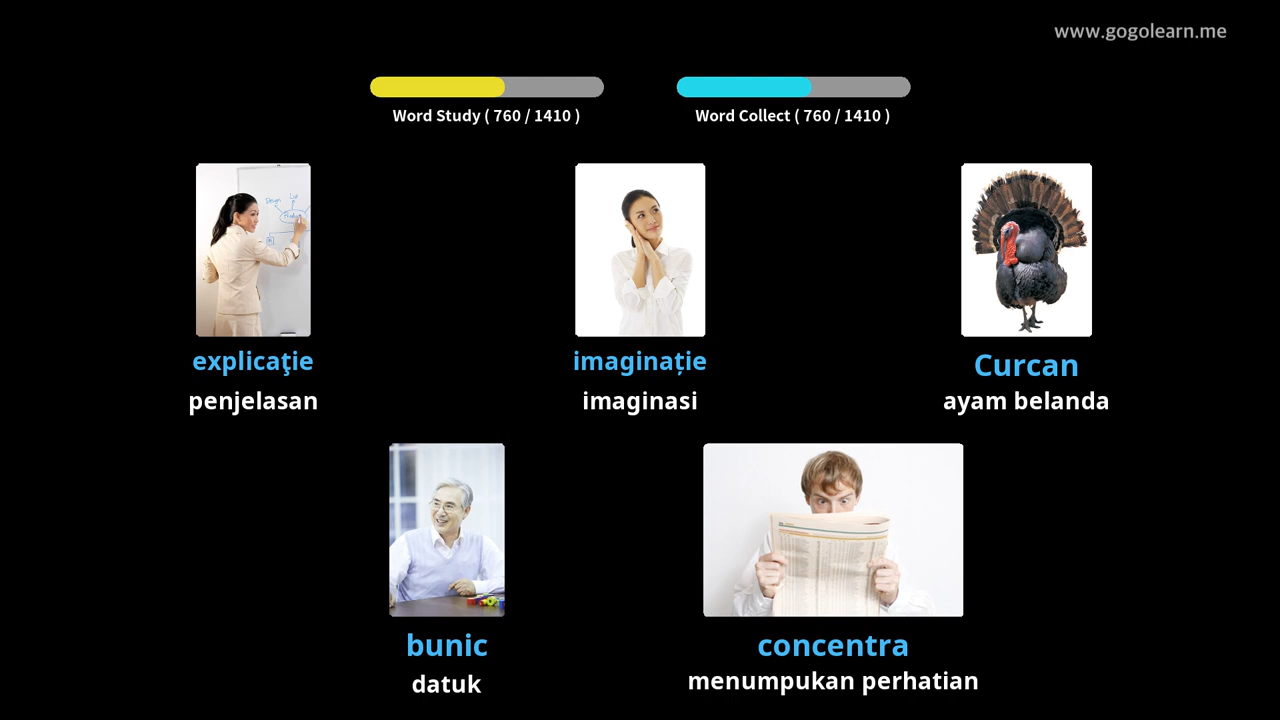 www.gogolearn.me
Word Study ( 760 / 1410 )
Word Collect ( 760 / 1410 )
explicaţie
penjelasan
imaginație
imaginasi
Curcan
ayam belanda
bunic
datuk
concentra
menumpukan perhatian